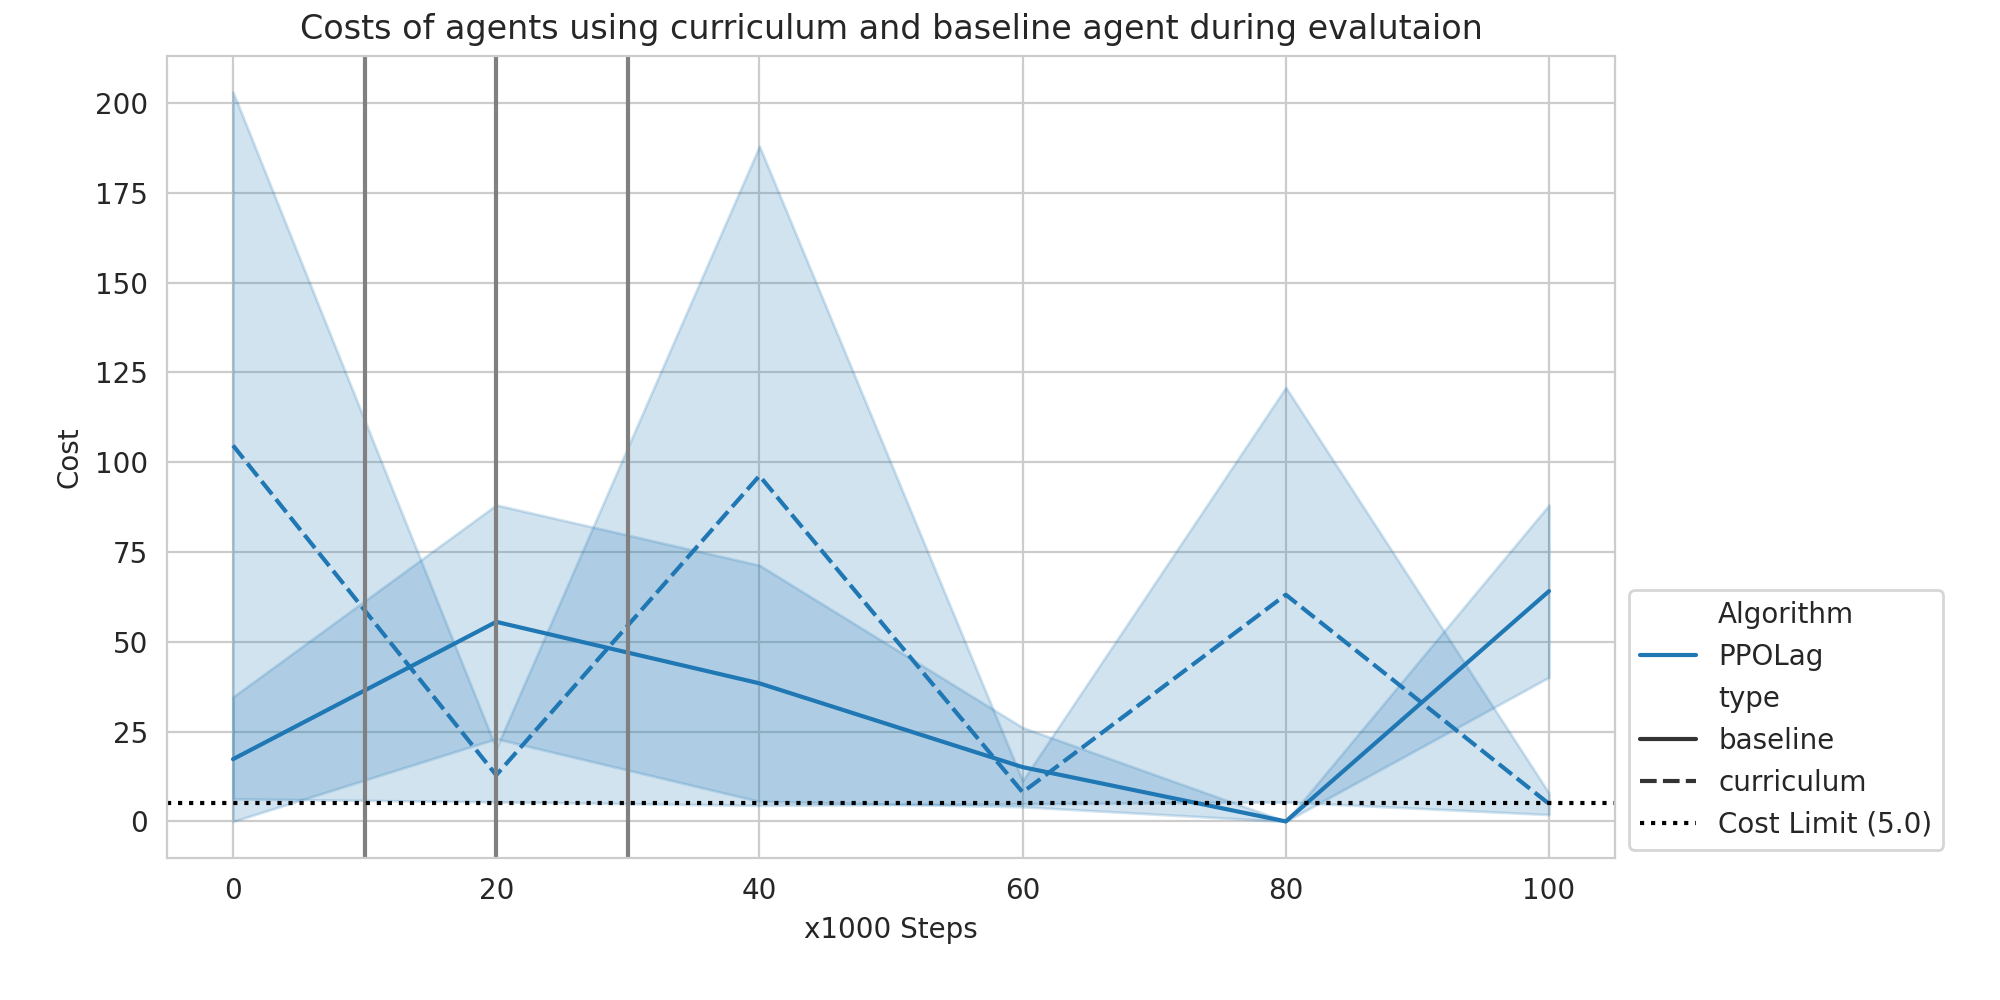 Costs of agents using curriculum and baseline agent during evalutaion
200
175
150
125
100
75
50
25
0
Cost
0 20 40 60 80 100
x1000 Steps
Algorithm
PPOLag
type
baseline
curriculum
Cost Limit (5.0)